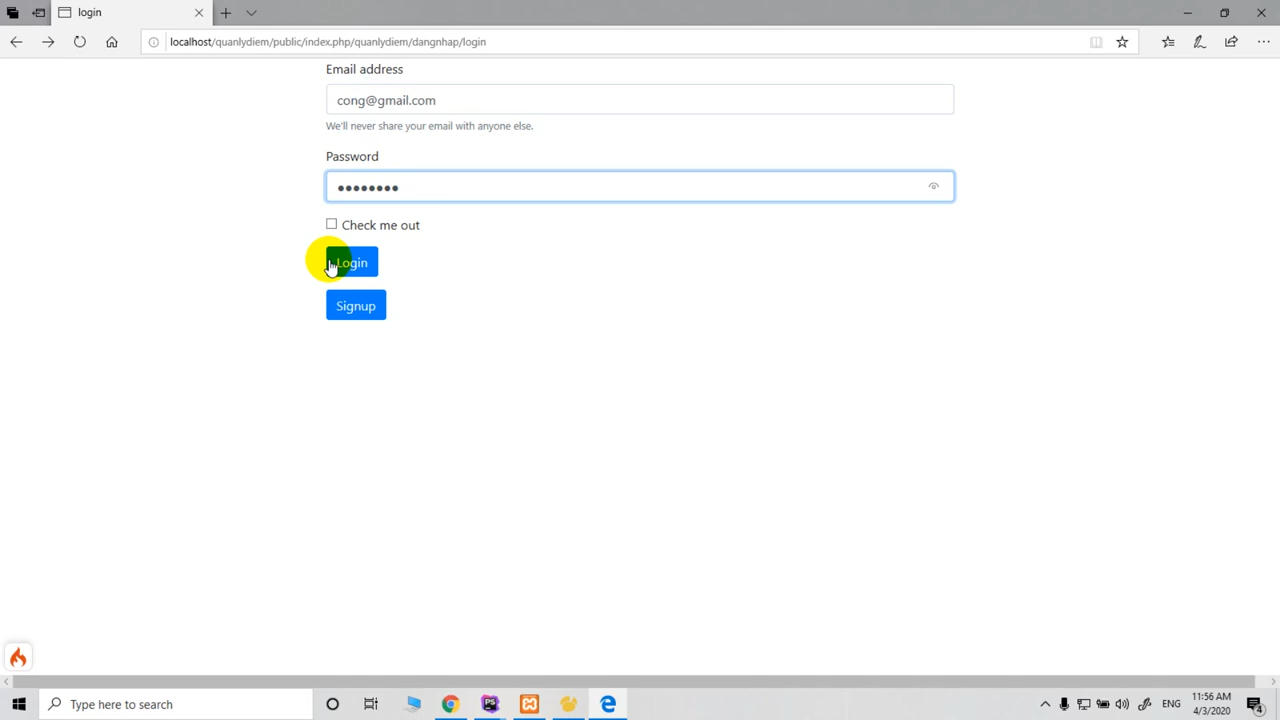 login
localhost/quanlydiem/public/index.php/quanlydiem/dangnhap/login
Email address
cong@gmail.com
We'll never share your email with anyone else.
Password
Check me out
Login
Signup
Type here to search
PS
ENG
11:56 AM
4/3/2020
4